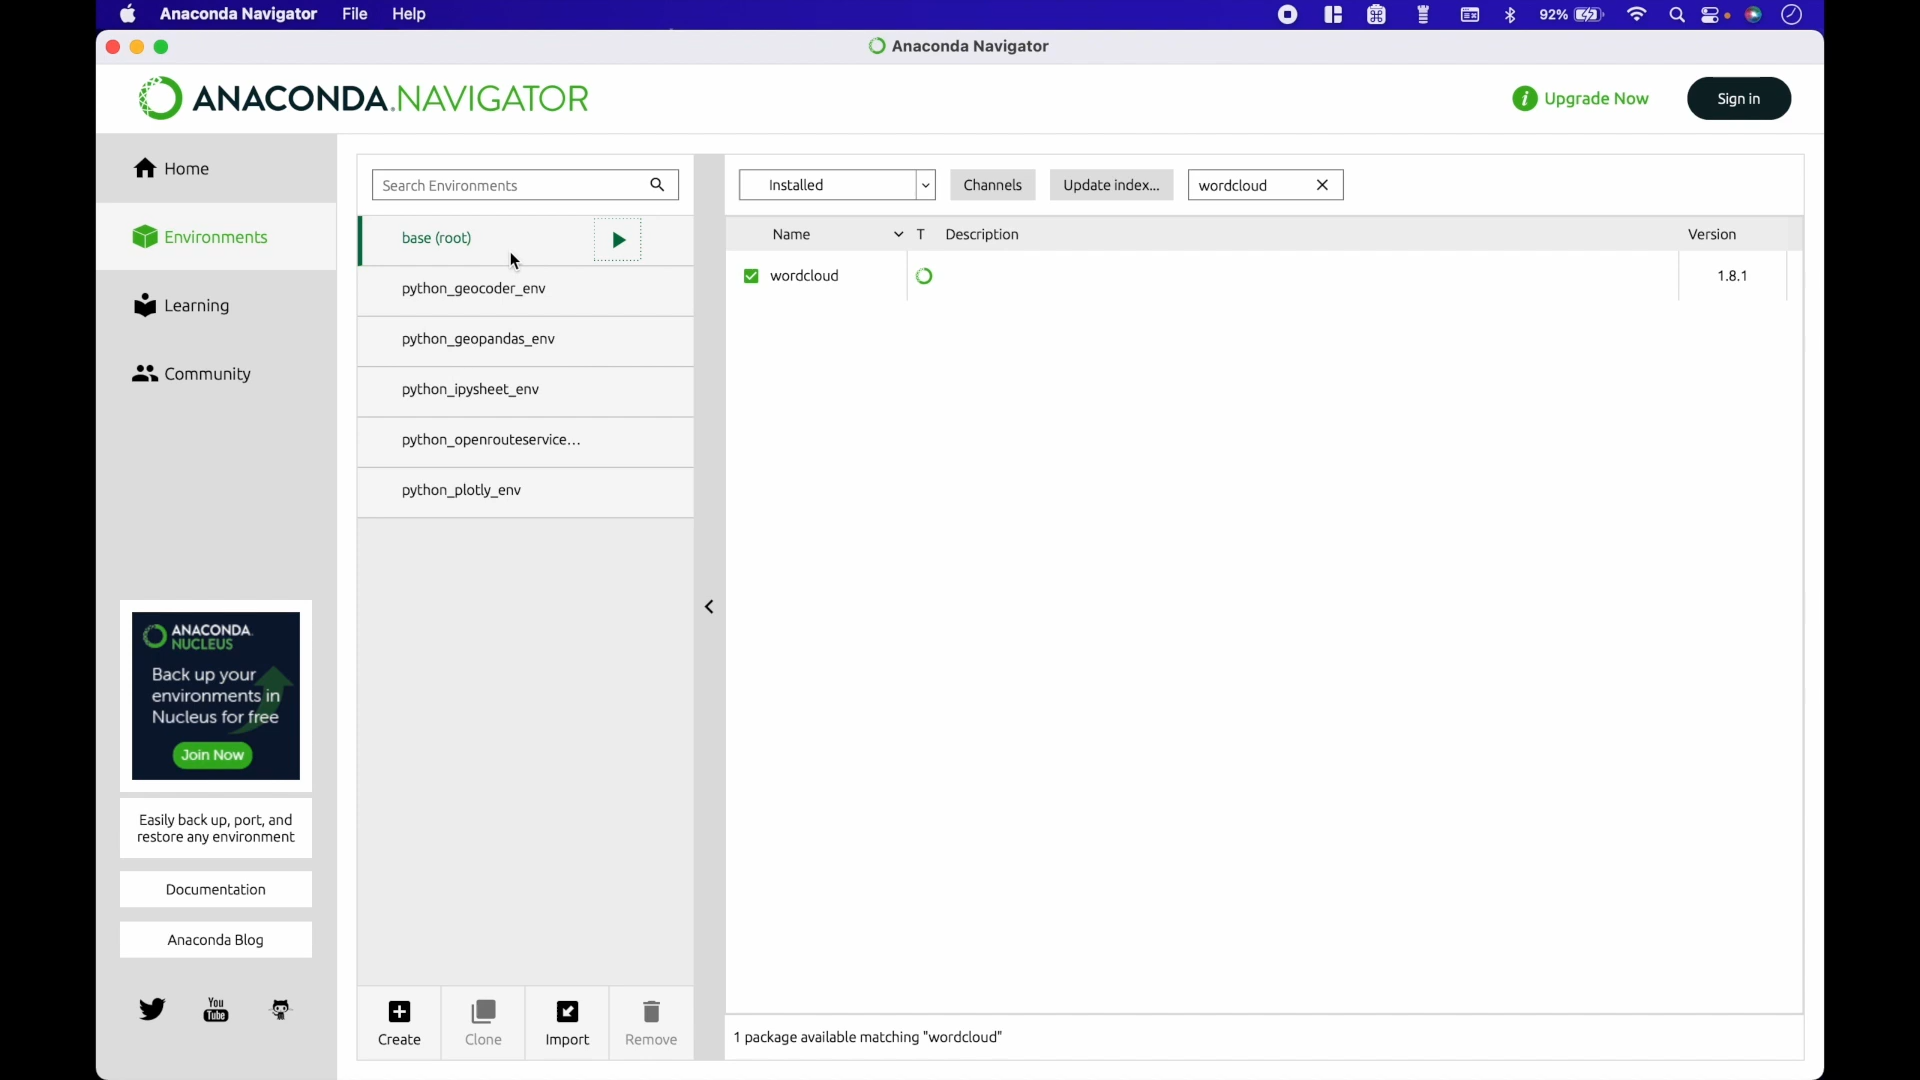 Anaconda Navigator File Help 92%
Anaconda Navigator
ANACONDA.NAVIGATOR
Upgrade Now
Sign in
Home
Environments
Learning
Community
ANACONDA.
NUCLEUS
Back up your
environments in
Nucleus for free
Join Now
Easily back up, port, and
restore any environment
Documentation
Anaconda Blog
You
Tube
Search Environments
base (root)
python_geocoder_env
python_geopandas_env
python_ipysheet_env
python_openrouteservice...
python_plotly_env
Create Clone Import Remove
Installed Channels Update index... wordcloud
Name T Description Version
wordcloud 1.8.1
1 package available matching "wordcloud"